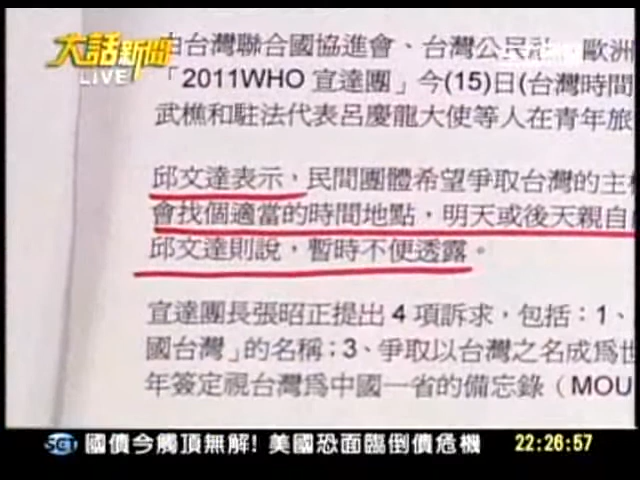 大話新聞
LIVE
由台灣聯合國協進會、台灣公民
歐洲
「2011WHO 宣達團」今(15)日(台灣時間
武樵和駐法代表呂慶龍大使等人在青年旅
邱文達表示，民間團體希望爭取台灣的主
會找個適當的時間地點，明天或後天親自
邱文達則說，暫時不便透露。
宣達團長張昭正提出 4 項訴求，包括：1、
國台灣」的名稱；3、爭取以台灣之名成為世
年簽定視台灣為中國一省的備忘錄（MOU
SGT 國債今觸頂無解! 美國恐面臨倒債危機 22:26:57